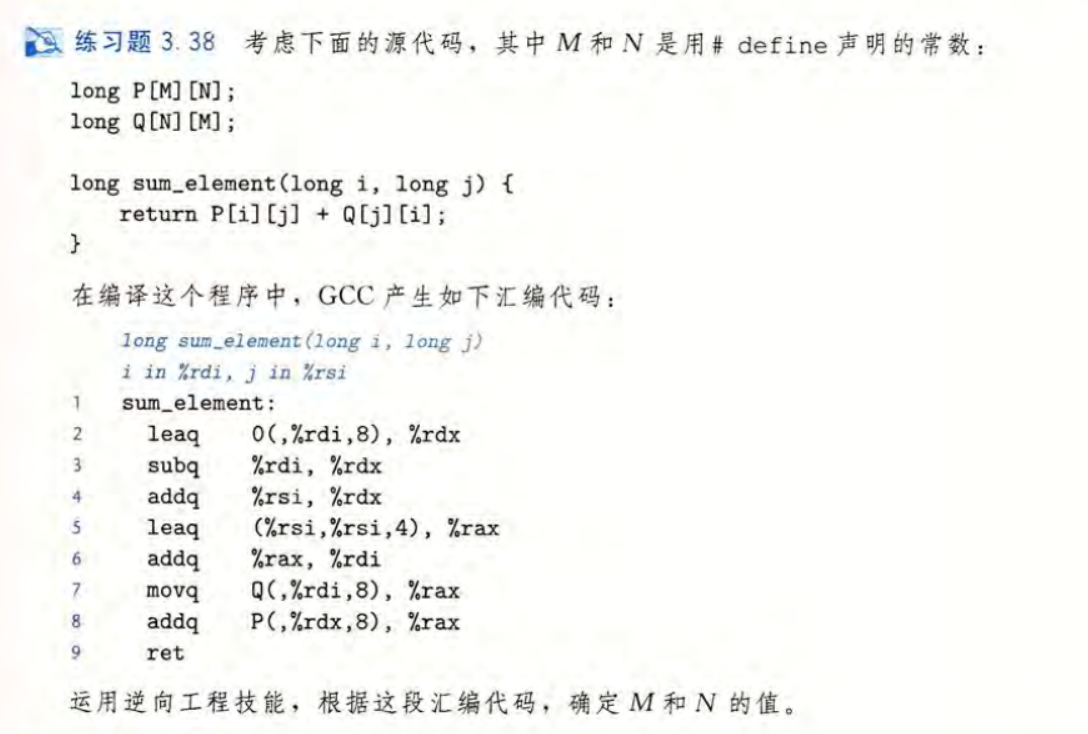 练习题 3.38 考虑下面的源代码，其中 M 和 N 是用# define 声明的常数：
long P[M][N];
long Q[N][M];
long sum_element(long i, long j) {
    return P[i][j] + Q[j][i];
}
在编译这个程序中，GCC 产生如下汇编代码：
long sum_element(long i, long j)
i in %rdi, j in %rsi
1 sum_element:
2 leaq 0(,%rdi,8), %rdx
3 subq %rdi, %rdx
4 addq %rsi, %rdx
5 leaq (%rsi,%rsi,4), %rax
6 addq %rax, %rdi
7 movq Q(,%rdi,8), %rax
8 addq P(,%rdx,8), %rax
9 ret
运用逆向工程技能，根据这段汇编代码，确定 M 和 N 的值。